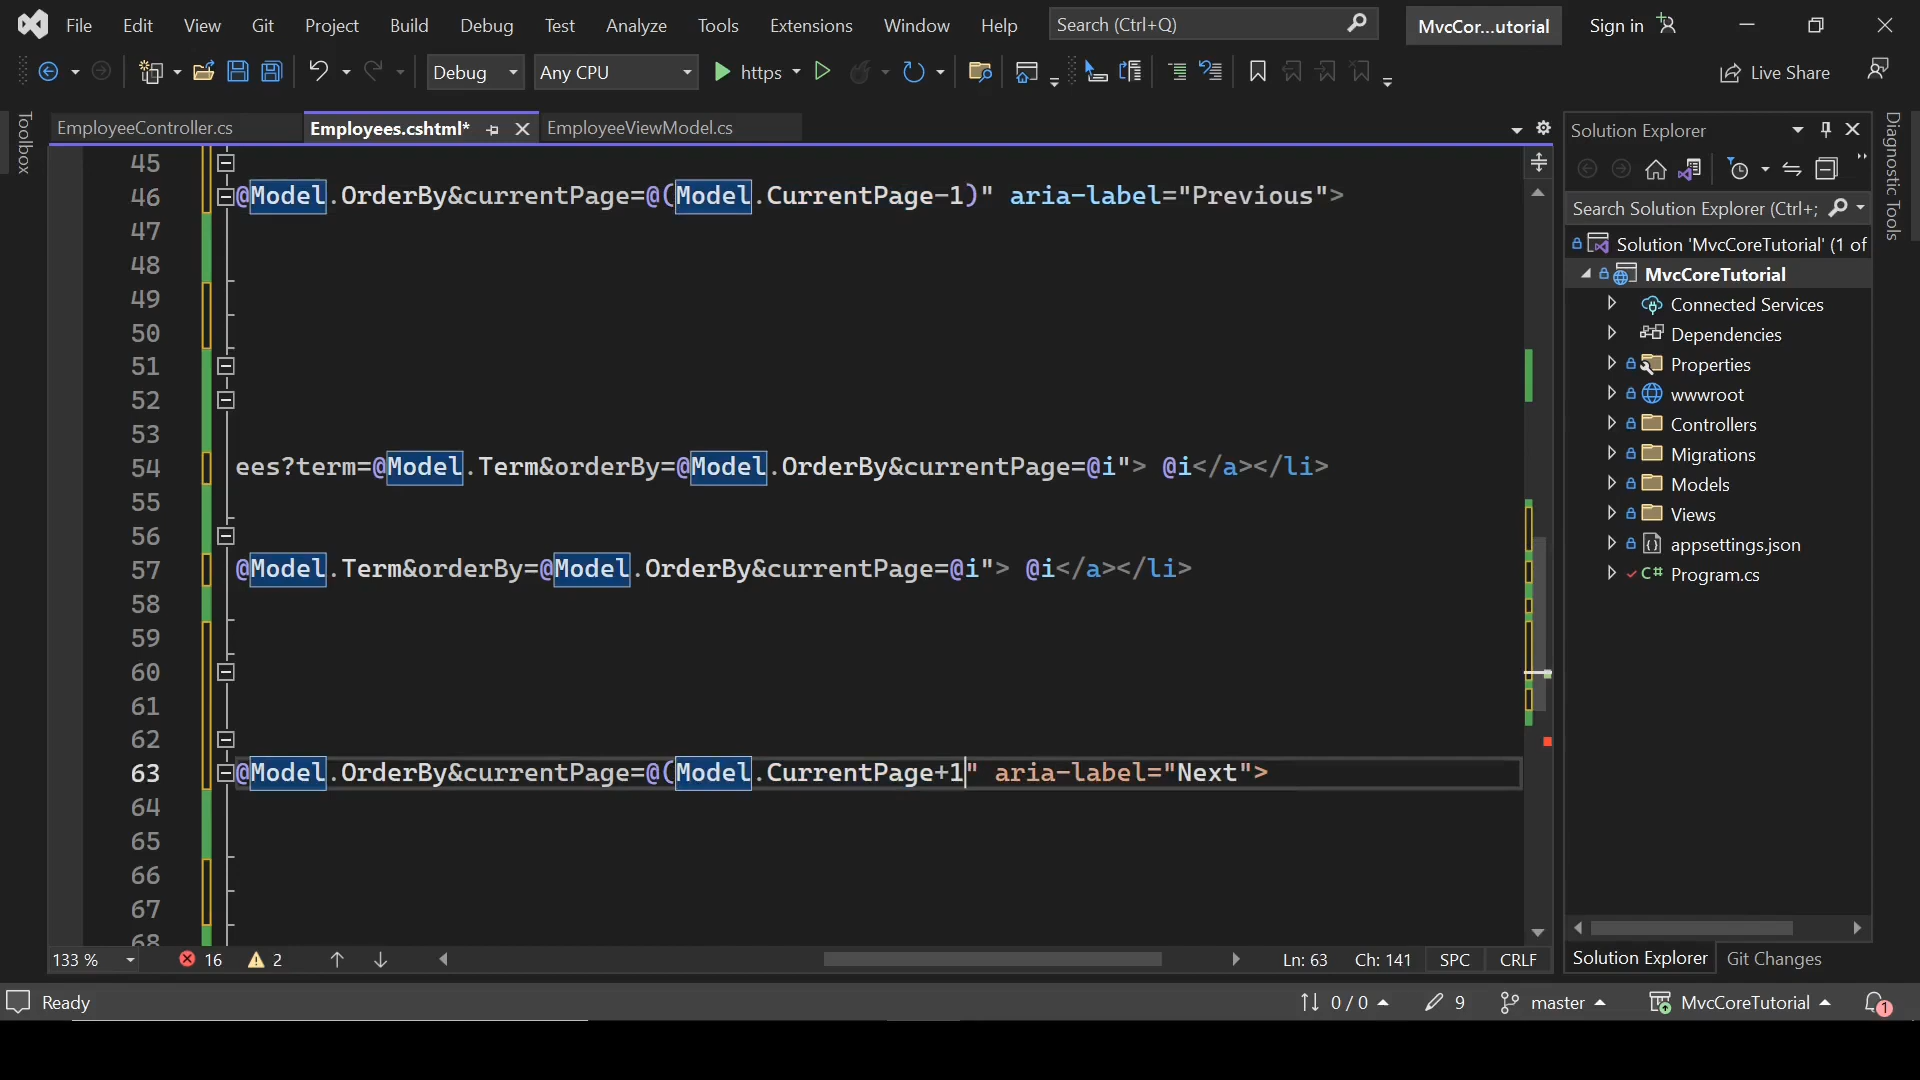 File Edit View Git Project Build Debug Test Analyze Tools Extensions Window Help Search (Ctrl+Q) MvcCor...utorial Sign in
Debug Any CPU https Live Share
Toolbox
EmployeeController.cs Employees.cshtml* EmployeeViewModel.cs
45
46 @Model.OrderBy&currentPage=@(Model.CurrentPage-1)" aria-label="Previous">
47
48
49
50
51
52
53
54 ees?term=@Model.Term&orderBy=@Model.OrderBy&currentPage=@i"> @i</a></li>
55
56
57 @Model.Term&orderBy=@Model.OrderBy&currentPage=@i"> @i</a></li>
58
59
60
61
62
63 @Model.OrderBy&currentPage=@(Model.CurrentPage+1" aria-label="Next">
64
65
66
67
68
133 % 16 2 Ln: 63 Ch: 141 SPC CRLF
Solution Explorer
Search Solution Explorer (Ctrl+;
Solution 'MvcCoreTutorial' (1 of
MvcCoreTutorial
Connected Services
Dependencies
Properties
wwwroot
Controllers
Migrations
Models
Views
appsettings.json
C# Program.cs
Solution Explorer Git Changes
Diagnostic Tools
Ready 0 / 0 9 master MvcCoreTutorial 1